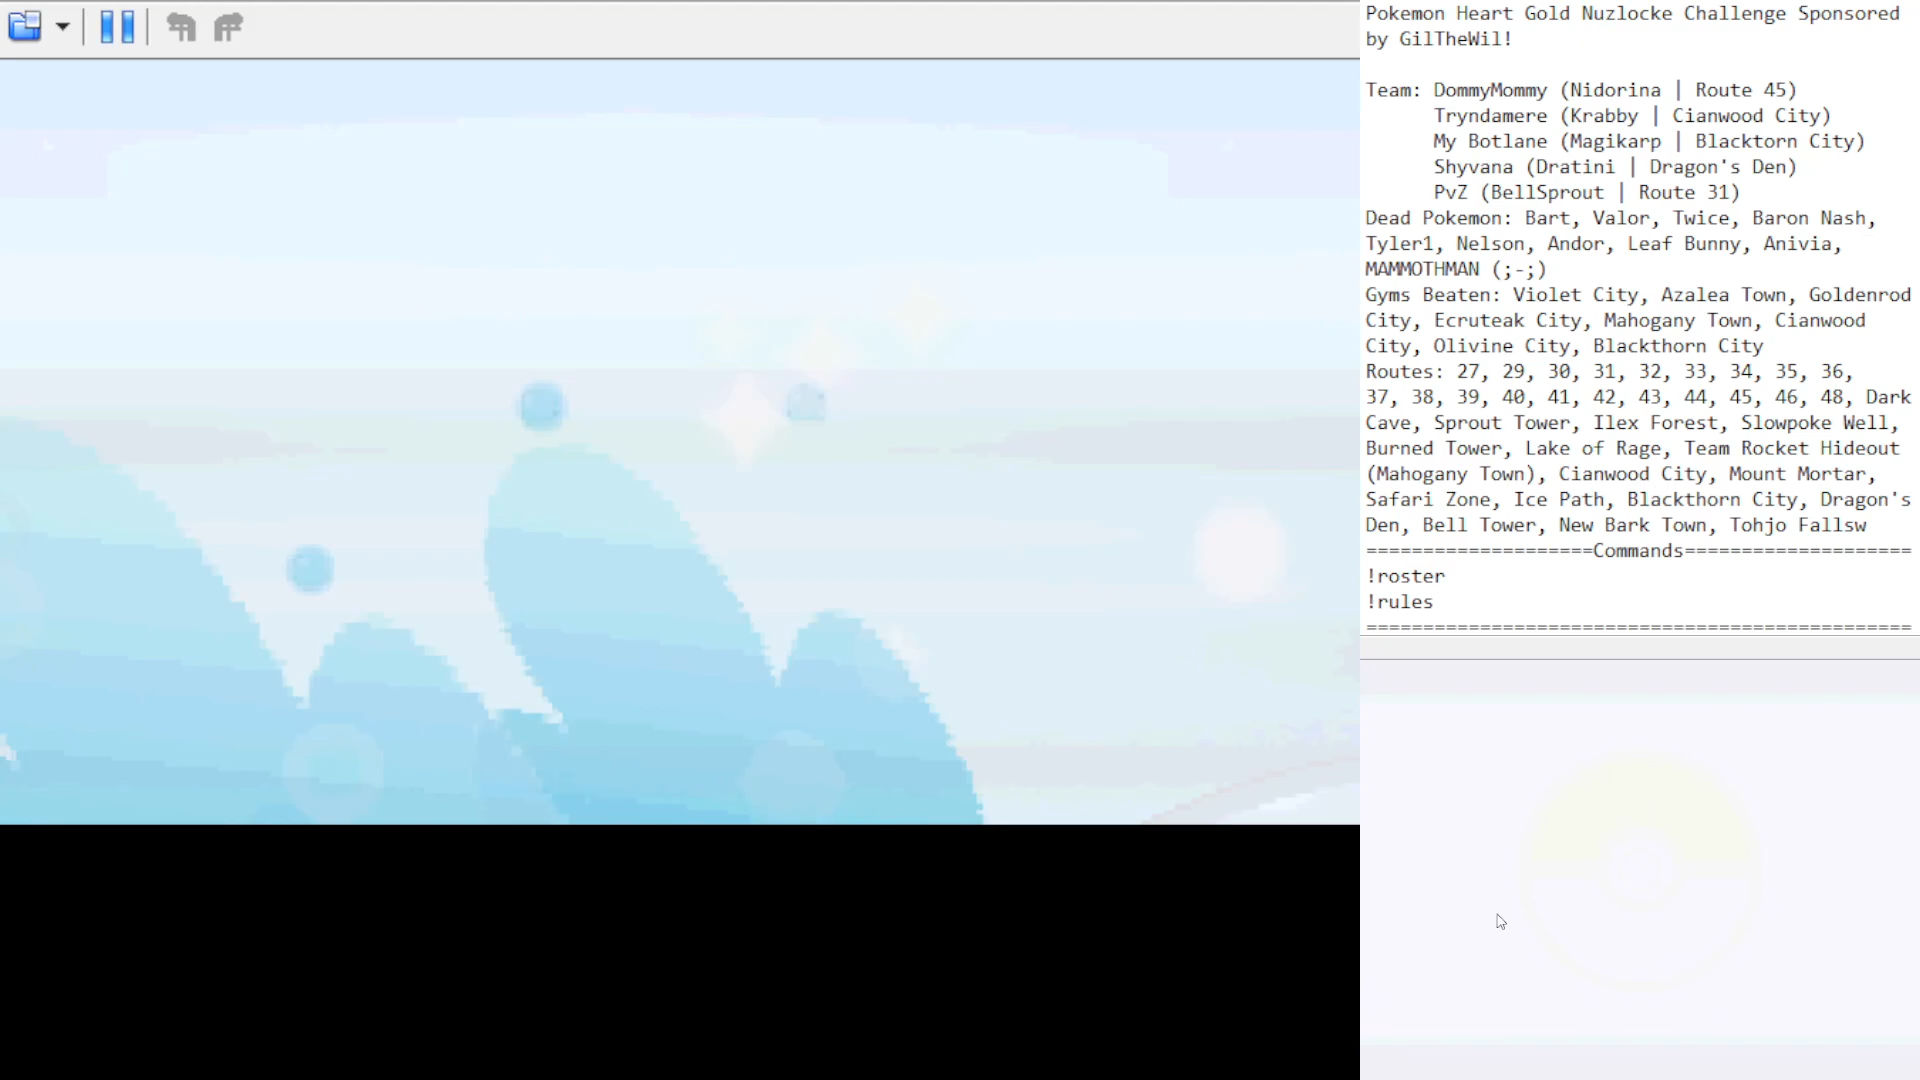 Pokemon Heart Gold Nuzlocke Challenge Sponsored
by GilTheWil!
Team: DommyMommy (Nidorina | Route 45)
Tryndamere (Krabby | Cianwood City)
My Botlane (Magikarp | Blacktorn City)
Shyvana (Dratini | Dragon's Den)
PvZ (BellSprout | Route 31)
Dead Pokemon: Bart, Valor, Twice, Baron Nash,
Tyler1, Nelson, Andor, Leaf Bunny, Anivia,
MAMMOTHMAN (;-;)
Gyms Beaten: Violet City, Azalea Town, Goldenrod
City, Ecruteak City, Mahogany Town, Cianwood
City, Olivine City, Blackthorn City
Routes: 27, 29, 30, 31, 32, 33, 34, 35, 36,
37, 38, 39, 40, 41, 42, 43, 44, 45, 46, 48, Dark
Cave, Sprout Tower, Ilex Forest, Slowpoke Well,
Burned Tower, Lake of Rage, Team Rocket Hideout
(Mahogany Town), Cianwood City, Mount Mortar,
Safari Zone, Ice Path, Blackthorn City, Dragon's
Den, Bell Tower, New Bark Town, Tohjo Fallsw
====================Commands====================
!roster
!rules
================================================